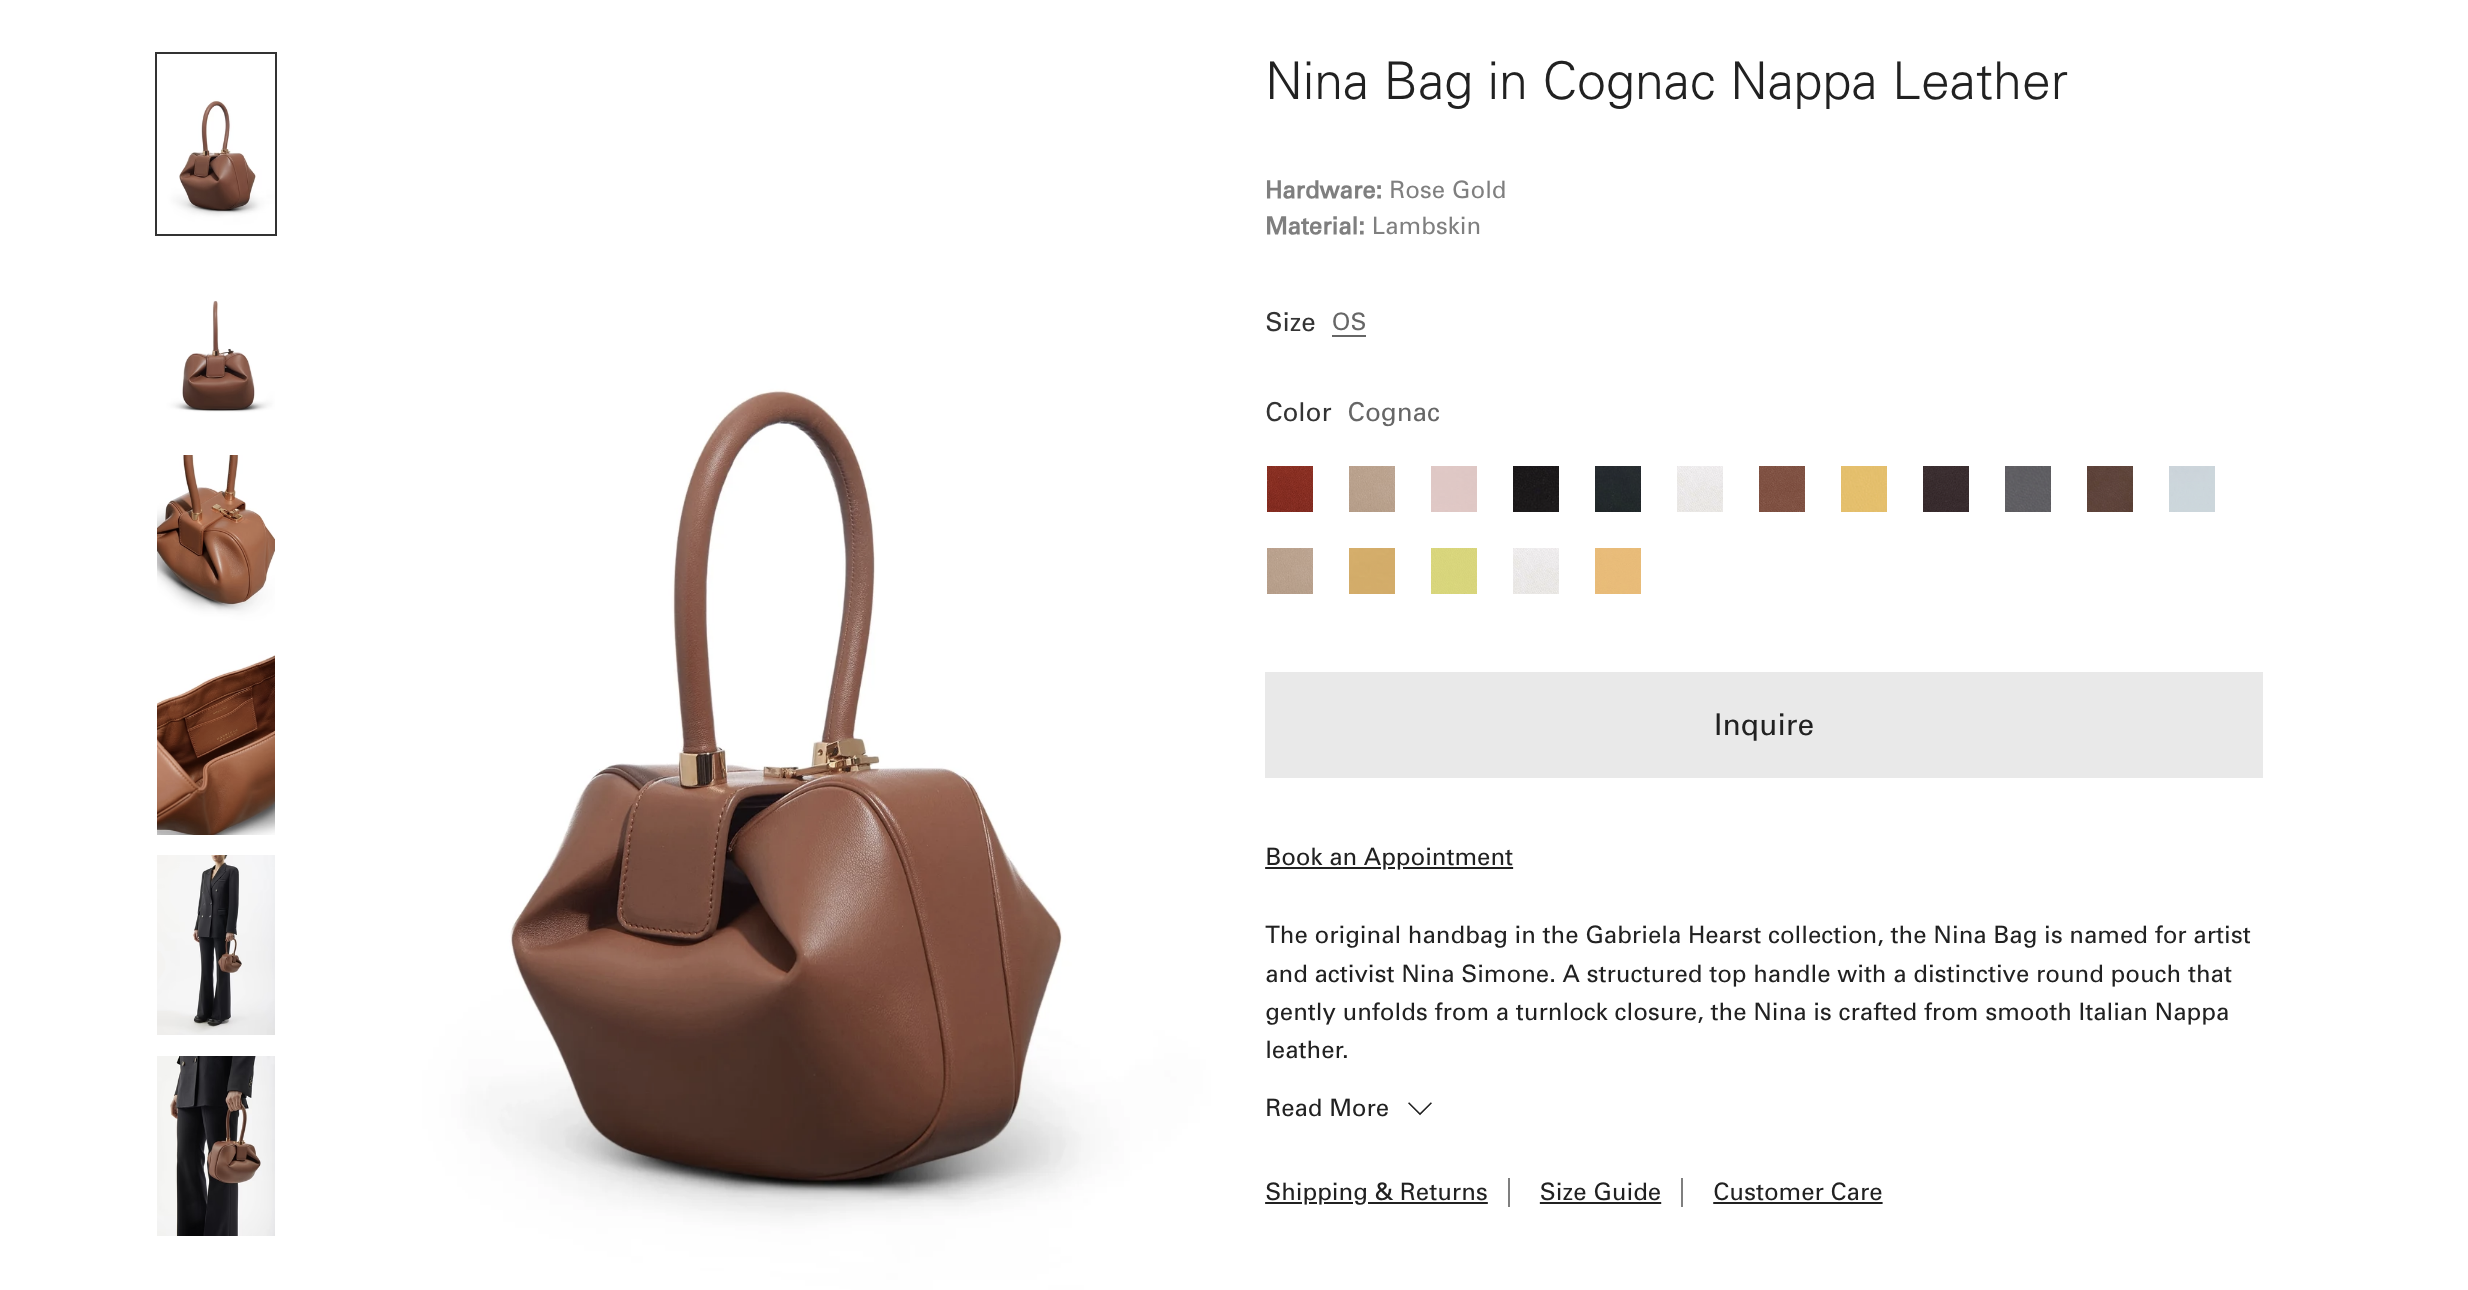 Nina Bag in Cognac Nappa Leather
Hardware: Rose Gold
Material: Lambskin
Size OS
Color Cognac
Inquire
Book an Appointment
The original handbag in the Gabriela Hearst collection, the Nina Bag is named for artist
and activist Nina Simone. A structured top handle with a distinctive round pouch that
gently unfolds from a turnlock closure, the Nina is crafted from smooth Italian Nappa
leather.
Read More
Shipping & Returns | Size Guide | Customer Care